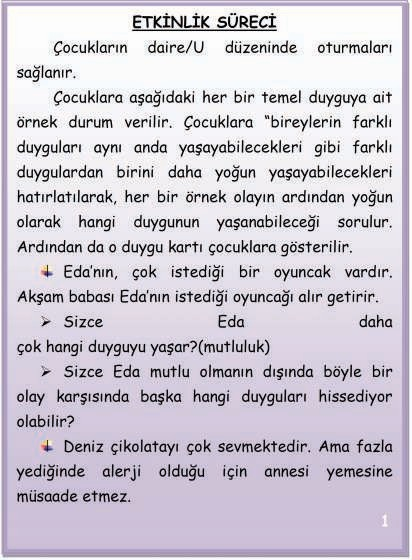 ETKİNLİK SÜRECİ
Çocukların daire/U düzeninde oturmaları
sağlanır.
Çocuklara aşağıdaki her bir temel duyguya ait
örnek durum verilir. Çocuklara “bireylerin farklı
duyguları aynı anda yaşayabilecekleri gibi farklı
duygulardan birini daha yoğun yaşayabilecekleri
hatırlatılarak, her bir örnek olayın ardından yoğun
olarak hangi duygunun yaşanabileceği sorulur.
Ardından da o duygu kartı çocuklara gösterilir.
Eda’nın, çok istediği bir oyuncak vardır.
Akşam babası Eda’nın istediği oyuncağı alır getirir.
➢ Sizce Eda daha
çok hangi duyguyu yaşar?(mutluluk)
➢ Sizce Eda mutlu olmanın dışında böyle bir
olay karşısında başka hangi duyguları hissediyor
olabilir?
Deniz çikolatayı çok sevmektedir. Ama fazla
yediğinde alerji olduğu için annesi yemesine
müsaade etmez.
1